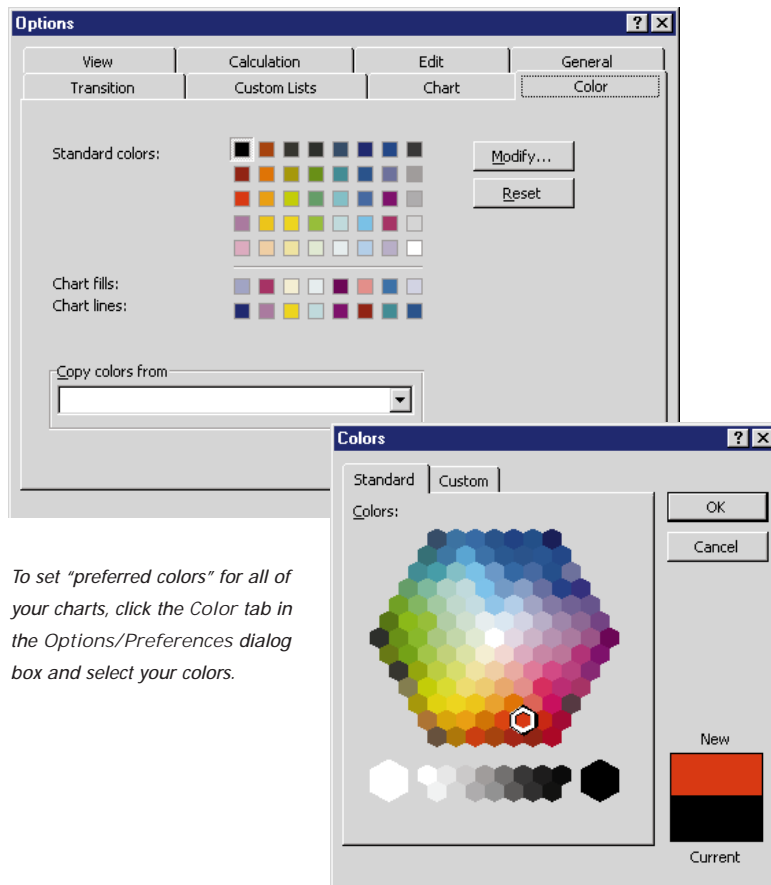 Options
View Calculation Edit General
Transition Custom Lists Chart Color
Standard colors:
Modify...
Reset
Chart fills:
Chart lines:
Copy colors from
Colors
Standard Custom
Colors:
OK
Cancel
New
Current
To set “preferred colors” for all of
your charts, click the Color tab in
the Options/Preferences dialog
box and select your colors.